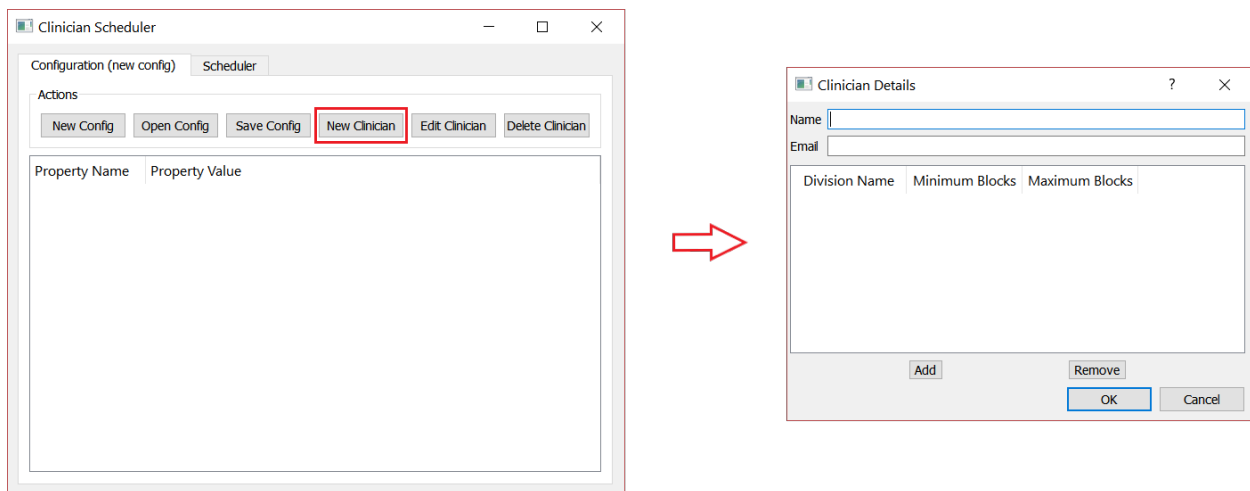 Clinician Scheduler
Configuration (new config) Scheduler
Actions
New Config Open Config Save Config New Clinician Edit Clinician Delete Clinician
Property Name Property Value
Clinician Details ?
Name
Email
Division Name Minimum Blocks Maximum Blocks
Add Remove
OK Cancel